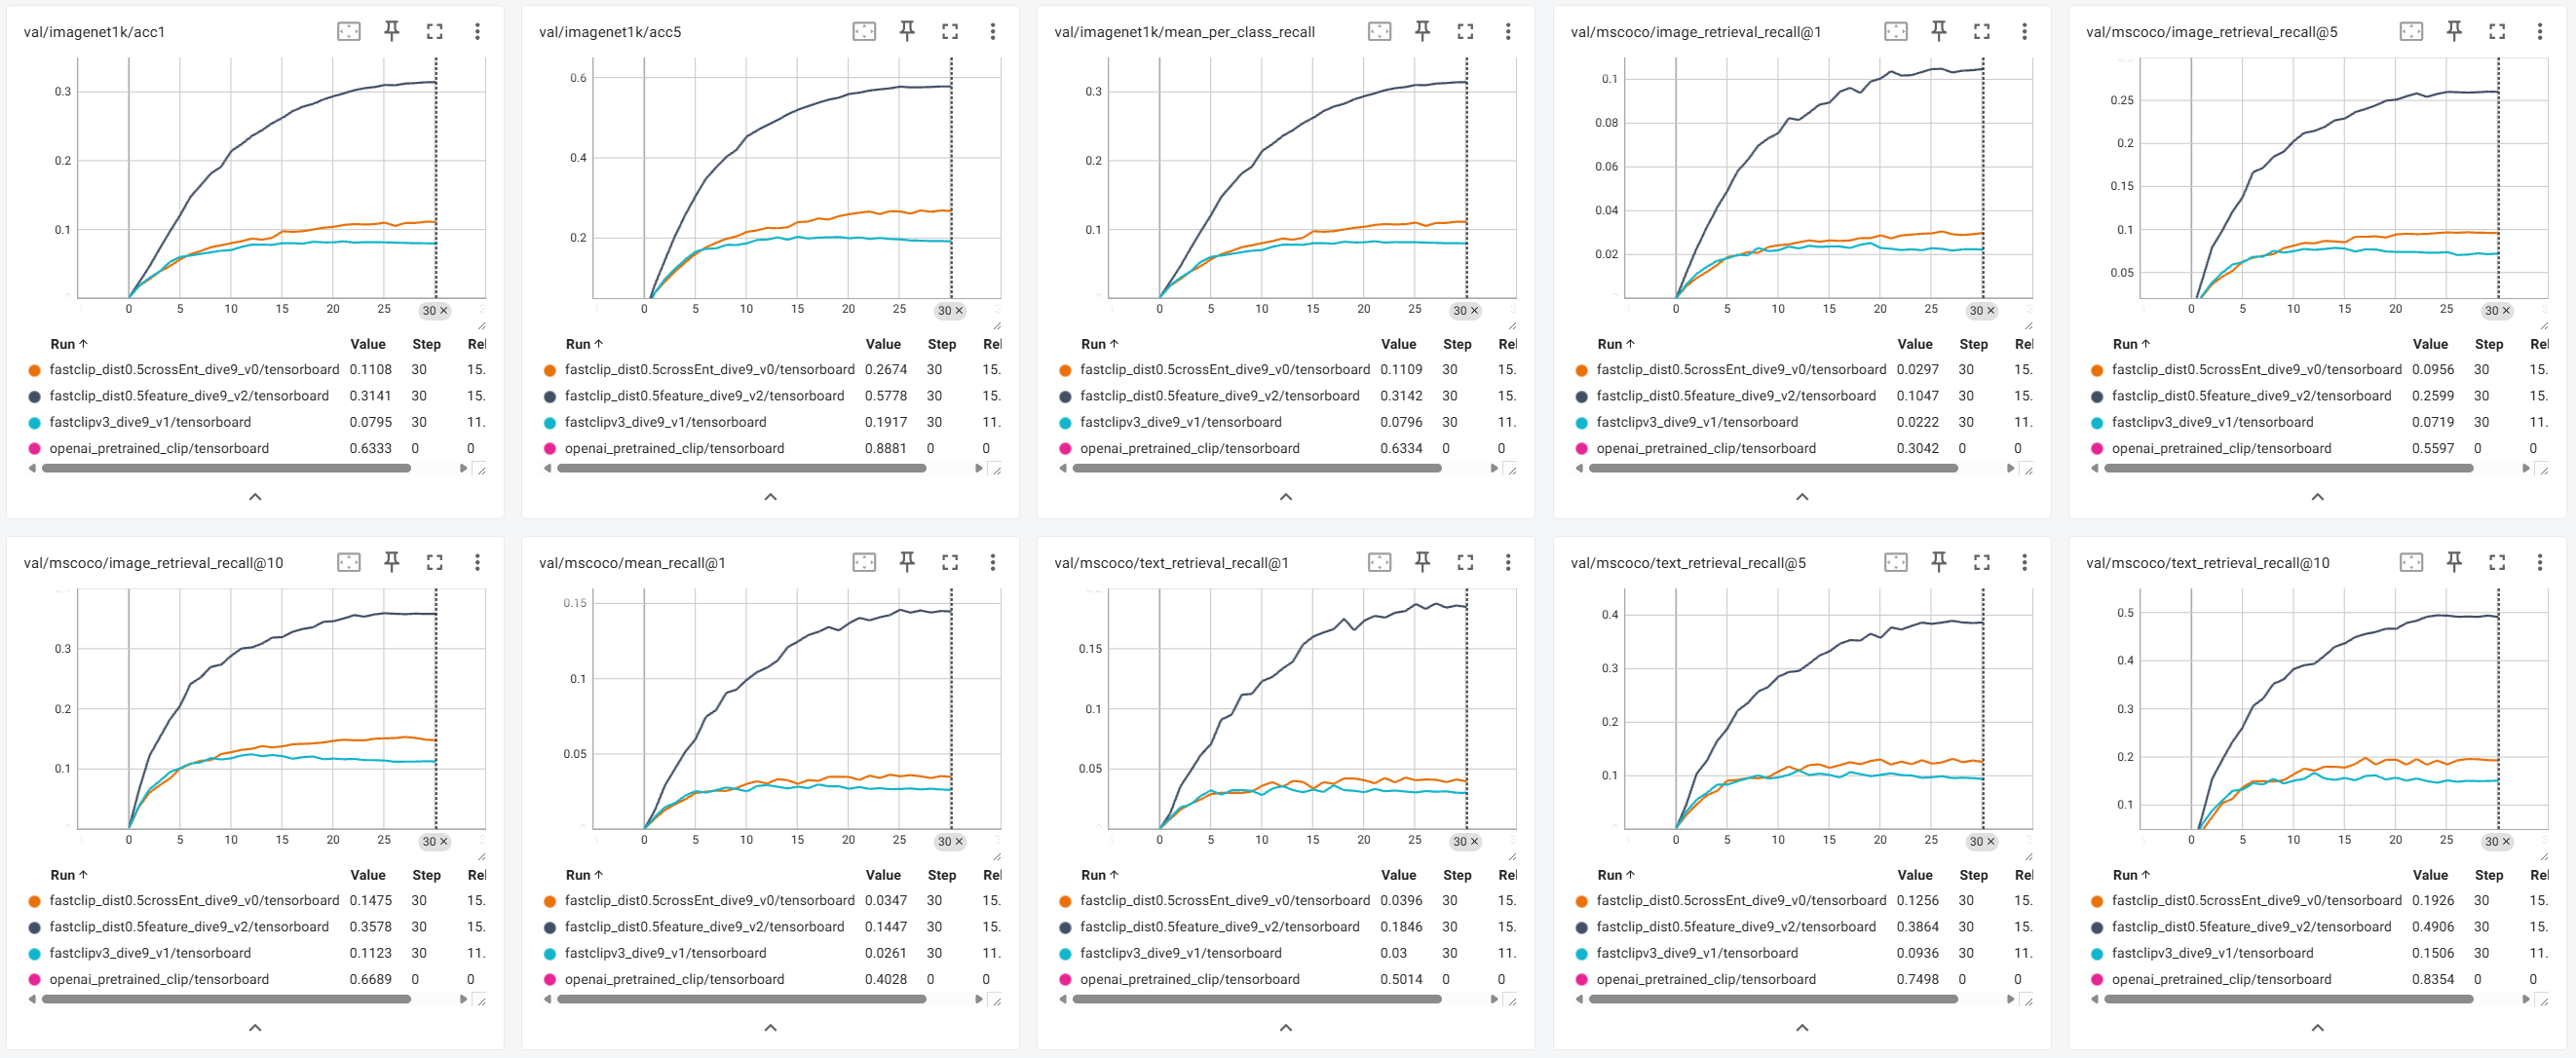 val/imagenet1k/acc1
0.3
0.2
0.1
0 5 10 15 20 25 30 ×
Run ↑ Value Step Rel
fastclip_dist0.5crossEnt_dive9_v0/tensorboard 0.1108 30 15.
fastclip_dist0.5feature_dive9_v2/tensorboard 0.3141 30 15.
fastclipv3_dive9_v1/tensorboard 0.0795 30 11.
openai_pretrained_clip/tensorboard 0.6333 0 0
val/imagenet1k/acc5
0.6
0.4
0.2
0 5 10 15 20 25 30 ×
Run ↑ Value Step Rel
fastclip_dist0.5crossEnt_dive9_v0/tensorboard 0.2674 30 15.
fastclip_dist0.5feature_dive9_v2/tensorboard 0.5778 30 15.
fastclipv3_dive9_v1/tensorboard 0.1917 30 11.
openai_pretrained_clip/tensorboard 0.8881 0 0
val/imagenet1k/mean_per_class_recall
0.3
0.2
0.1
0 5 10 15 20 25 30 ×
Run ↑ Value Step Rel
fastclip_dist0.5crossEnt_dive9_v0/tensorboard 0.1109 30 15.
fastclip_dist0.5feature_dive9_v2/tensorboard 0.3142 30 15.
fastclipv3_dive9_v1/tensorboard 0.0796 30 11.
openai_pretrained_clip/tensorboard 0.6334 0 0
val/mscoco/image_retrieval_recall@1
0.1
0.08
0.06
0.04
0.02
0 5 10 15 20 25 30 ×
Run ↑ Value Step Rel
fastclip_dist0.5crossEnt_dive9_v0/tensorboard 0.0297 30 15.
fastclip_dist0.5feature_dive9_v2/tensorboard 0.1047 30 15.
fastclipv3_dive9_v1/tensorboard 0.0222 30 11.
openai_pretrained_clip/tensorboard 0.3042 0 0
val/mscoco/image_retrieval_recall@5
0.25
0.2
0.15
0.1
0.05
0 5 10 15 20 25 30 ×
Run ↑ Value Step Rel
fastclip_dist0.5crossEnt_dive9_v0/tensorboard 0.0956 30 15.
fastclip_dist0.5feature_dive9_v2/tensorboard 0.2599 30 15.
fastclipv3_dive9_v1/tensorboard 0.0719 30 11.
openai_pretrained_clip/tensorboard 0.5597 0 0
val/mscoco/image_retrieval_recall@10
0.3
0.2
0.1
0 5 10 15 20 25 30 ×
Run ↑ Value Step Rel
fastclip_dist0.5crossEnt_dive9_v0/tensorboard 0.1475 30 15.
fastclip_dist0.5feature_dive9_v2/tensorboard 0.3578 30 15.
fastclipv3_dive9_v1/tensorboard 0.1123 30 11.
openai_pretrained_clip/tensorboard 0.6689 0 0
val/mscoco/mean_recall@1
0.15
0.1
0.05
0 5 10 15 20 25 30 ×
Run ↑ Value Step Rel
fastclip_dist0.5crossEnt_dive9_v0/tensorboard 0.0347 30 15.
fastclip_dist0.5feature_dive9_v2/tensorboard 0.1447 30 15.
fastclipv3_dive9_v1/tensorboard 0.0261 30 11.
openai_pretrained_clip/tensorboard 0.4028 0 0
val/mscoco/text_retrieval_recall@1
0.15
0.1
0.05
0 5 10 15 20 25 30 ×
Run ↑ Value Step Rel
fastclip_dist0.5crossEnt_dive9_v0/tensorboard 0.0396 30 15.
fastclip_dist0.5feature_dive9_v2/tensorboard 0.1846 30 15.
fastclipv3_dive9_v1/tensorboard 0.03 30 11.
openai_pretrained_clip/tensorboard 0.5014 0 0
val/mscoco/text_retrieval_recall@5
0.4
0.3
0.2
0.1
0 5 10 15 20 25 30 ×
Run ↑ Value Step Rel
fastclip_dist0.5crossEnt_dive9_v0/tensorboard 0.1256 30 15.
fastclip_dist0.5feature_dive9_v2/tensorboard 0.3864 30 15.
fastclipv3_dive9_v1/tensorboard 0.0936 30 11.
openai_pretrained_clip/tensorboard 0.7498 0 0
val/mscoco/text_retrieval_recall@10
0.5
0.4
0.3
0.2
0.1
0 5 10 15 20 25 30 ×
Run ↑ Value Step Rel
fastclip_dist0.5crossEnt_dive9_v0/tensorboard 0.1926 30 15.
fastclip_dist0.5feature_dive9_v2/tensorboard 0.4906 30 15.
fastclipv3_dive9_v1/tensorboard 0.1506 30 11.
openai_pretrained_clip/tensorboard 0.8354 0 0